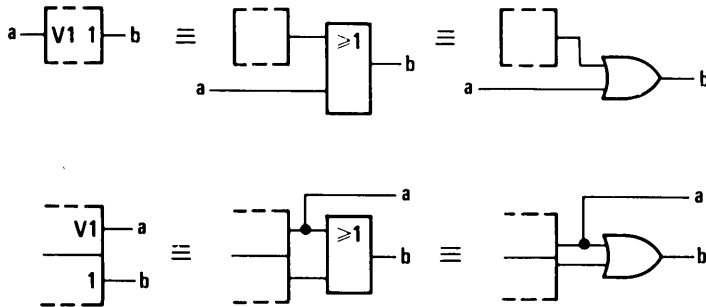 a V1 1 b ≡ ≥1 b ≡ b
a a
V1 a a a
≡ ≥1 b ≡ b
1 b